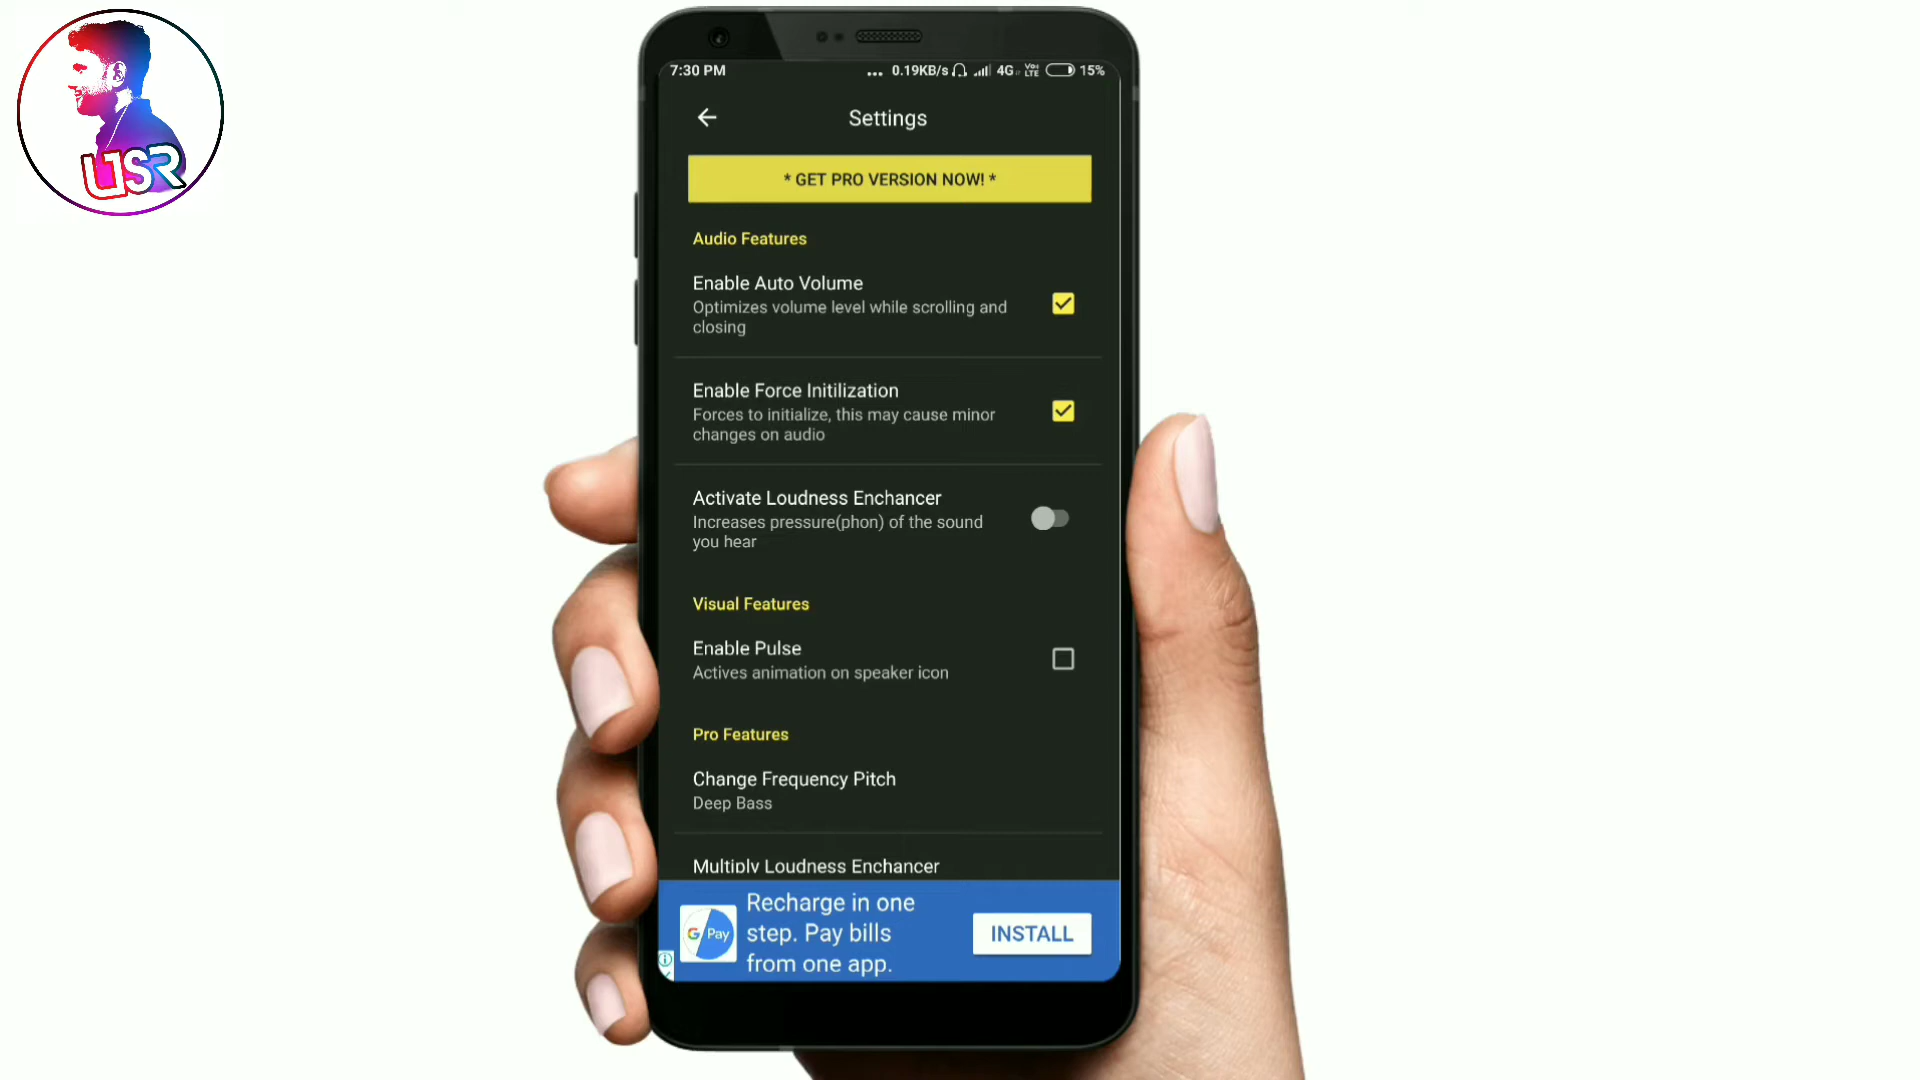 USR
7:30 PM ... 0.19KB/s 4G Vo LTE 15%
Settings
* GET PRO VERSION NOW! *
Audio Features
Enable Auto Volume
Optimizes volume level while scrolling and
closing
Enable Force Initilization
Forces to initialize, this may cause minor
changes on audio
Activate Loudness Enchancer
Increases pressure(phon) of the sound
you hear
Visual Features
Enable Pulse
Actives animation on speaker icon
Pro Features
Change Frequency Pitch
Deep Bass
Multiply Loudness Enchancer
Recharge in one
step. Pay bills
from one app.
G Pay
INSTALL